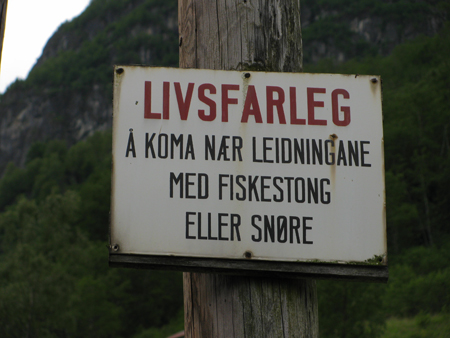 LIVSFARLEG
Å KOMA NÆR LEIDNINGANE
MED FISKESTONG
ELLER SNØRE